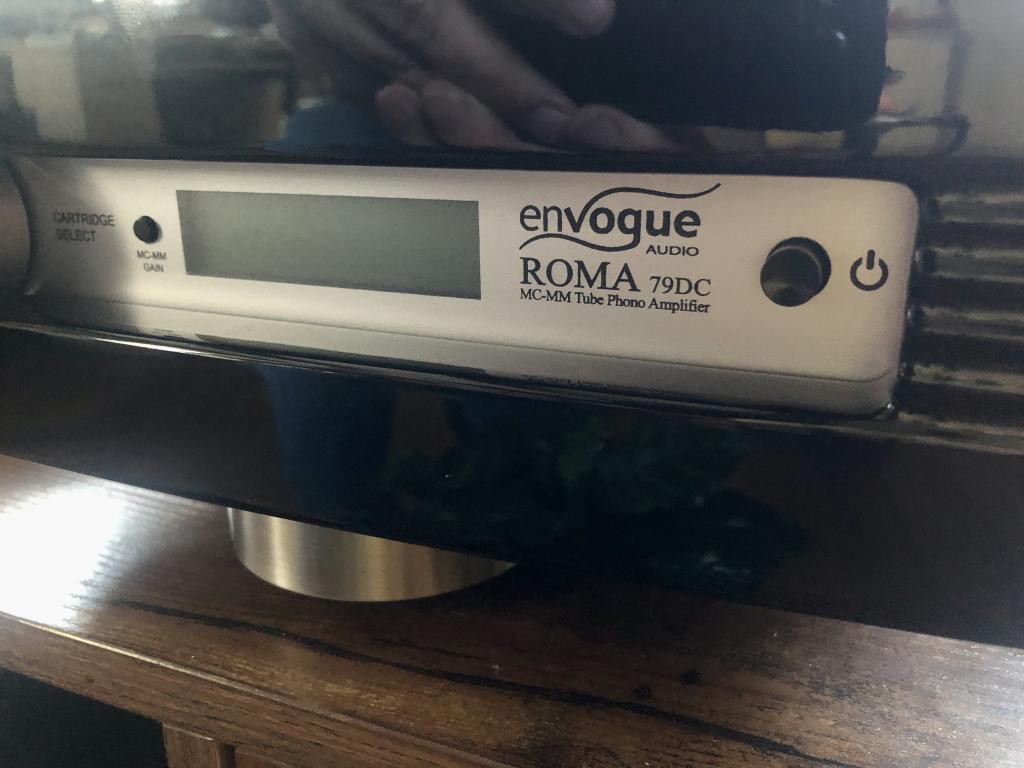 CARTRIDGE
SELECT
MC-MM
GAIN
envogue
AUDIO
ROMA 79DC
MC-MM Tube Phono Amplifier